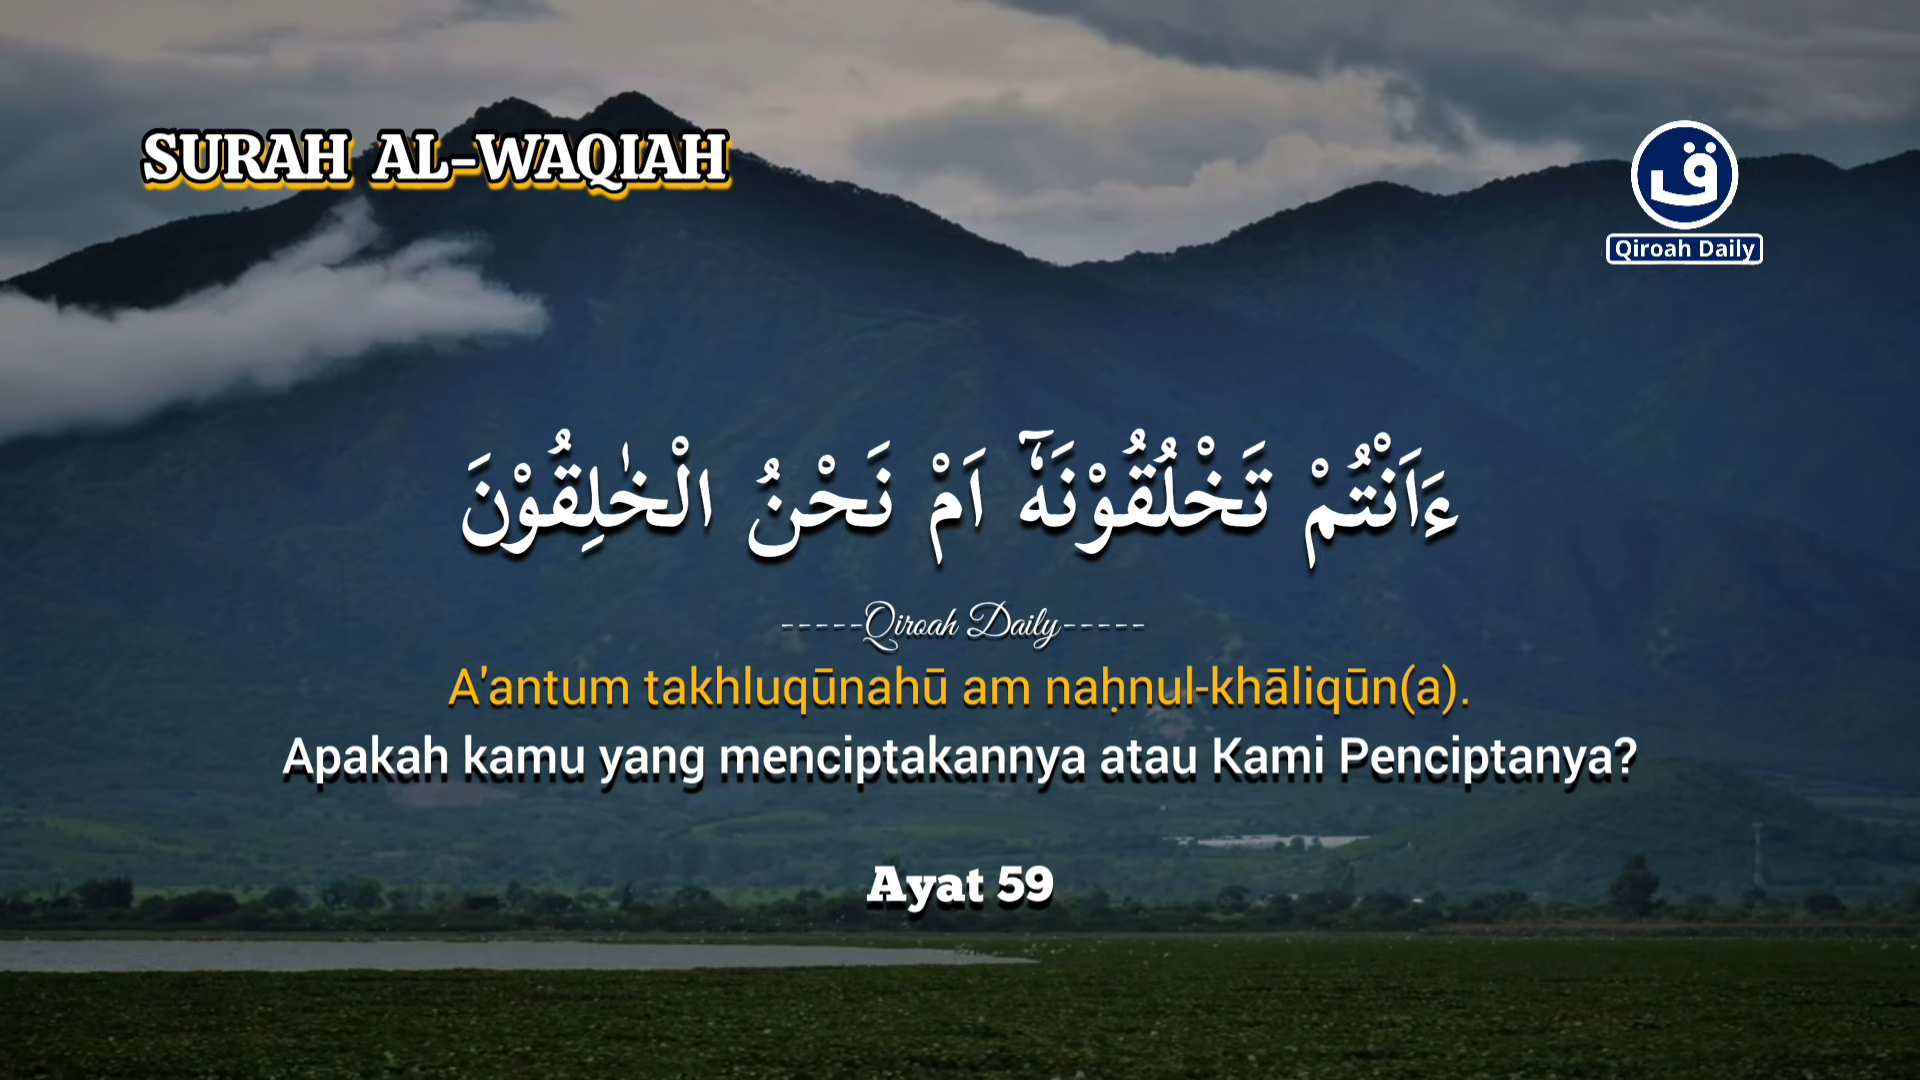 SURAH AL-WAQIAH
ق
Qiroah Daily
ءَاَنْتُمْ تَخْلُقُوْنَهٗٓ اَمْ نَحْنُ الْخٰلِقُوْنَ
-----Qiroah Daily-----
A'antum takhluqūnahū am naḥnul-khāliqūn(a).
Apakah kamu yang menciptakannya atau Kami Penciptanya?
Ayat 59